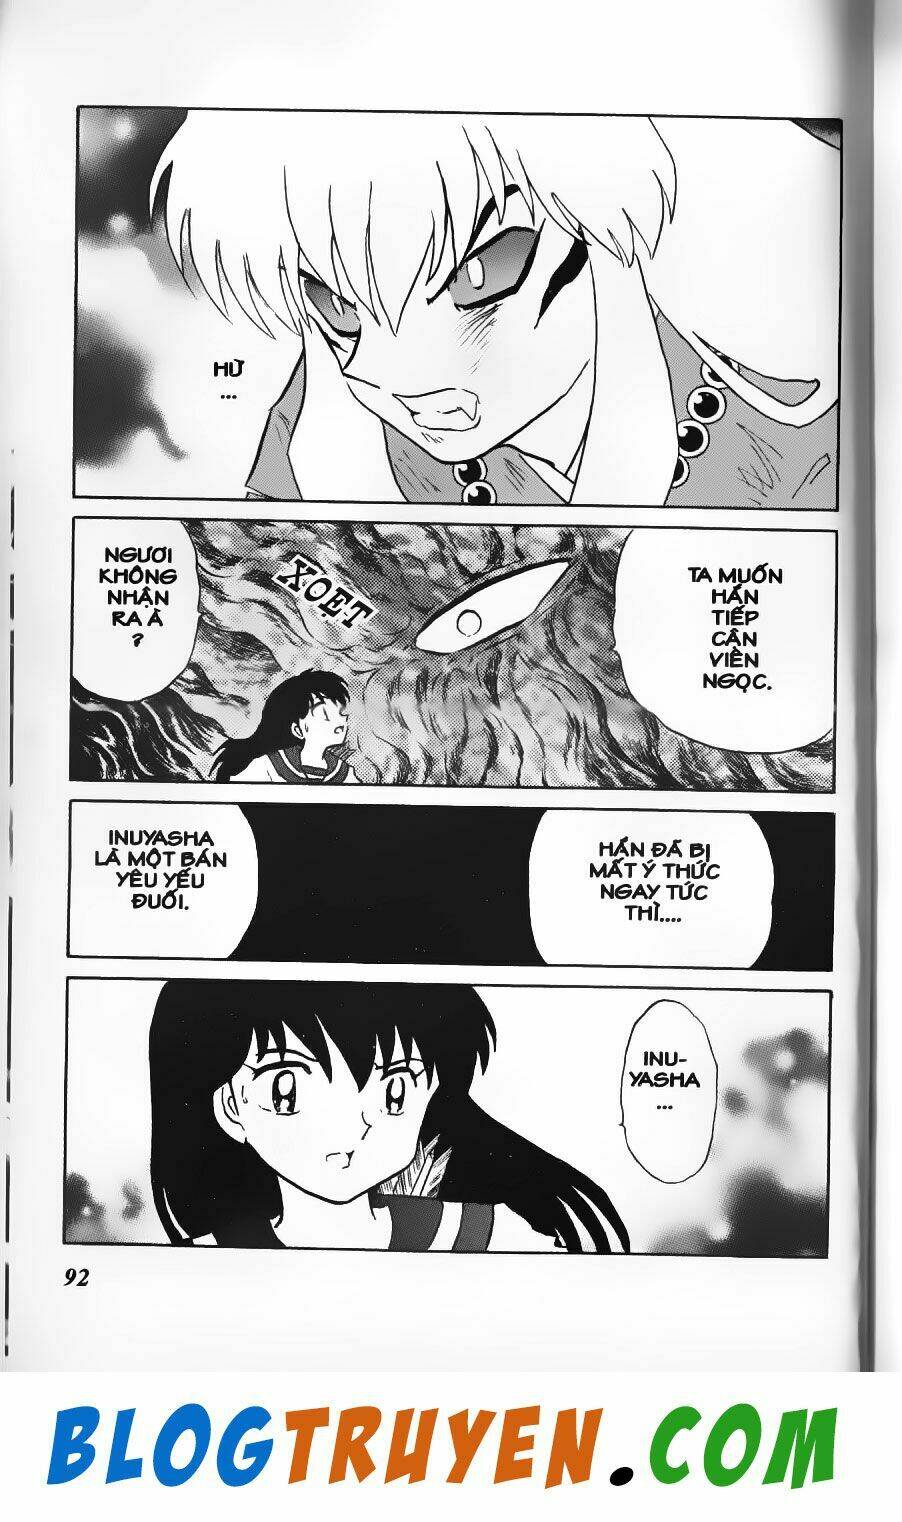 HỪ
...
TA MUỐN
HẮN
TIẾP
CẬN
VIÊN
NGỌC.
XOẸT
NGƯƠI
KHÔNG
NHẬN
RA À
?
HẮN ĐÃ BỊ
MẤT Ý THỨC
NGAY TỨC
THÌ....
INUYASHA
LÀ MỘT BÁN
YÊU YẾU
ĐUỐI.
INU-
YASHA
...
92
BLOGTRUYEN.COM